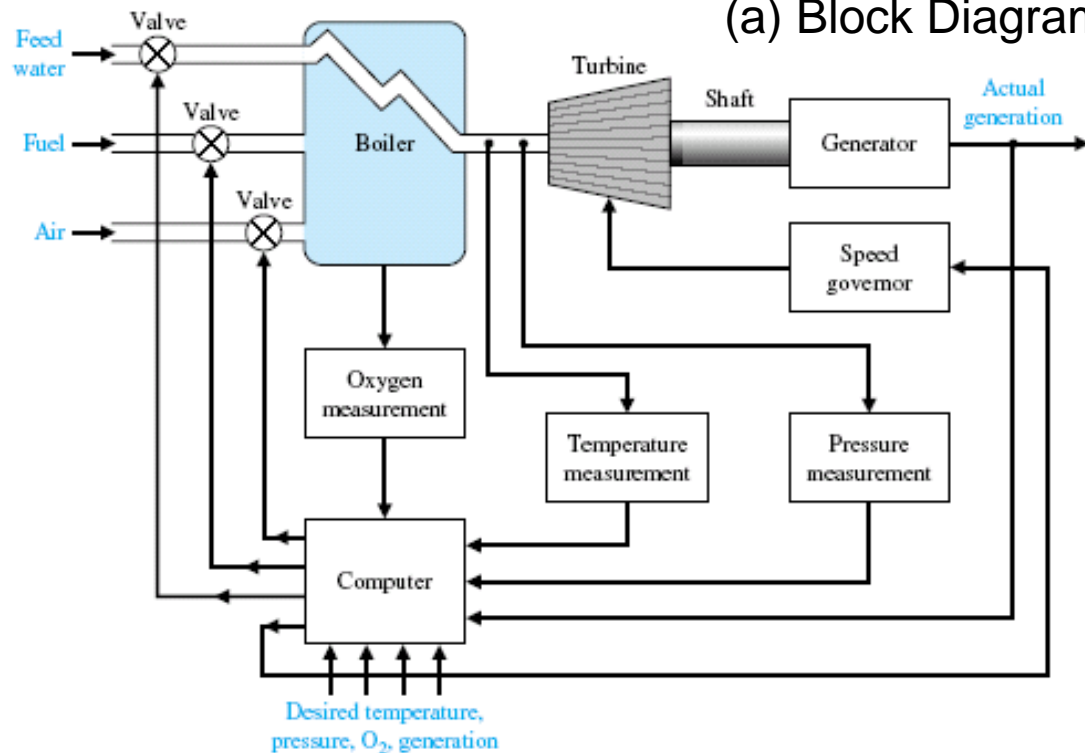 (a) Block Diagram
Valve
Feed
water
Valve
Fuel
Valve
Air
Boiler
Turbine
Shaft
Generator
Actual
generation
Speed
governor
Oxygen
measurement
Temperature
measurement
Pressure
measurement
Computer
Desired temperature,
pressure, O₂, generation